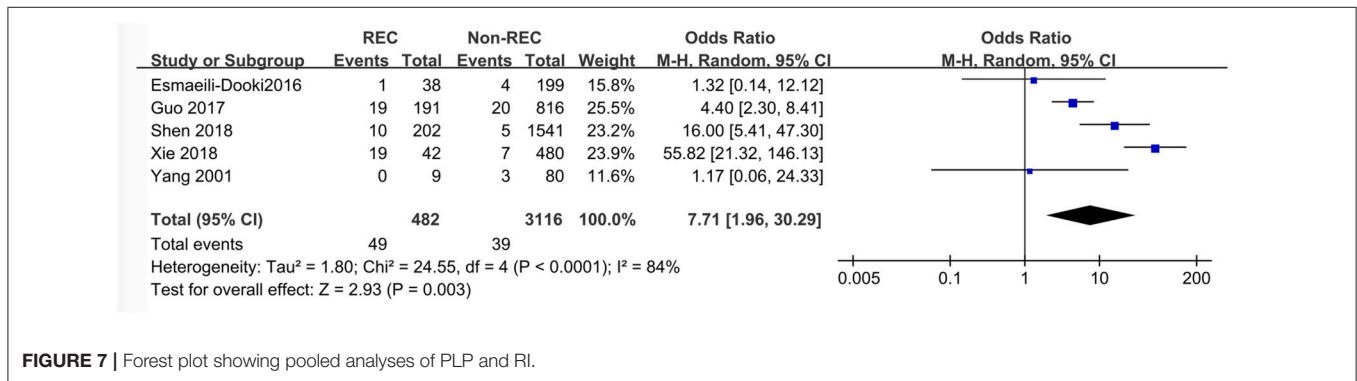 REC Non-REC Odds Ratio Odds Ratio
Study or Subgroup Events Total Events Total Weight M-H, Random, 95% CI M-H, Random, 95% CI
Esmaeili-Dooki2016 1 38 4 199 15.8% 1.32 [0.14, 12.12]
Guo 2017 19 191 20 816 25.5% 4.40 [2.30, 8.41]
Shen 2018 10 202 5 1541 23.2% 16.00 [5.41, 47.30]
Xie 2018 19 42 7 480 23.9% 55.82 [21.32, 146.13]
Yang 2001 0 9 3 80 11.6% 1.17 [0.06, 24.33]
Total (95% CI) 482 3116 100.0% 7.71 [1.96, 30.29]
Total events 49 39
Heterogeneity: Tau² = 1.80; Chi² = 24.55, df = 4 (P < 0.0001); I² = 84%
Test for overall effect: Z = 2.93 (P = 0.003)
0.005 0.1 1 10 200
FIGURE 7 | Forest plot showing pooled analyses of PLP and RI.